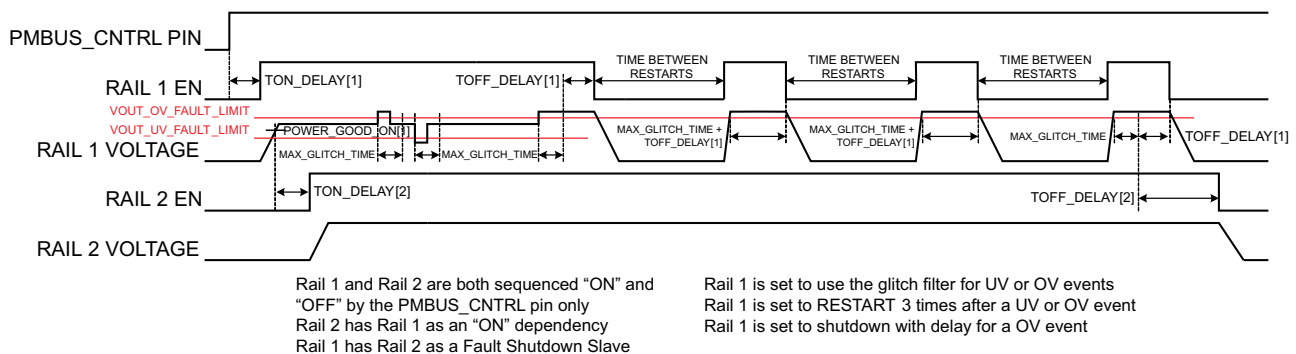 PMBUS_CNTRL PIN
RAIL 1 EN
TON_DELAY[1]
TOFF_DELAY[1]
TIME BETWEEN
RESTARTS
TIME BETWEEN
RESTARTS
TIME BETWEEN
RESTARTS
VOUT_OV_FAULT_LIMIT
VOUT_UV_FAULT_LIMIT
POWER_GOOD_ON[1]
RAIL 1 VOLTAGE
MAX_GLITCH_TIME
MAX_GLITCH_TIME
MAX_GLITCH_TIME +
TOFF_DELAY[1]
MAX_GLITCH_TIME +
TOFF_DELAY[1]
MAX_GLITCH_TIME
TOFF_DELAY[1]
RAIL 2 EN
TON_DELAY[2]
TOFF_DELAY[2]
RAIL 2 VOLTAGE
Rail 1 and Rail 2 are both sequenced “ON” and
“OFF” by the PMBUS_CNTRL pin only
Rail 2 has Rail 1 as an “ON” dependency
Rail 1 has Rail 2 as a Fault Shutdown Slave
Rail 1 is set to use the glitch filter for UV or OV events
Rail 1 is set to RESTART 3 times after a UV or OV event
Rail 1 is set to shutdown with delay for a OV event